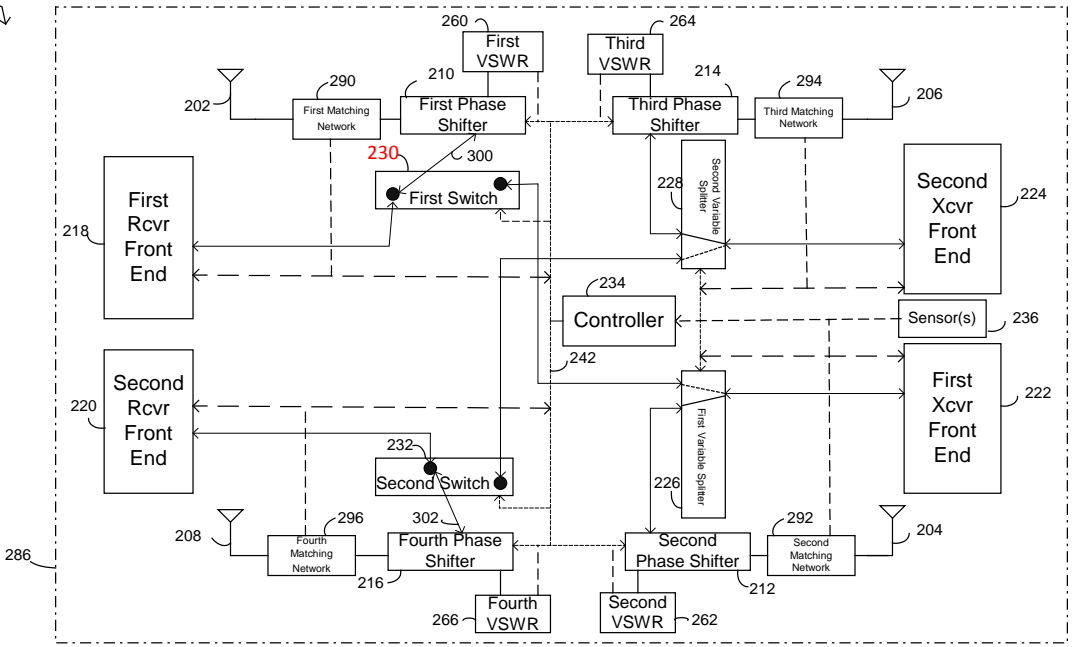 260
First
VSWR
264
Third
VSWR
202
290
First Matching
Network
210
First Phase
Shifter
214
Third Phase
Shifter
294
Third Matching
Network
206
230
300
First Switch
228
Second Variable
Splitter
218
First
Rcvr
Front
End
Second
Xcvr
Front
End
224
234
Controller
Sensor(s)
236
242
220
Second
Rcvr
Front
End
First
Xcvr
Front
End
222
232
Second Switch
226
First Variable Splitter
302
208
296
Fourth
Matching
Network
Fourth Phase
Shifter
216
Second
Phase Shifter
212
292
Second
Matching
Network
204
286
266
Fourth
VSWR
Second
VSWR
262